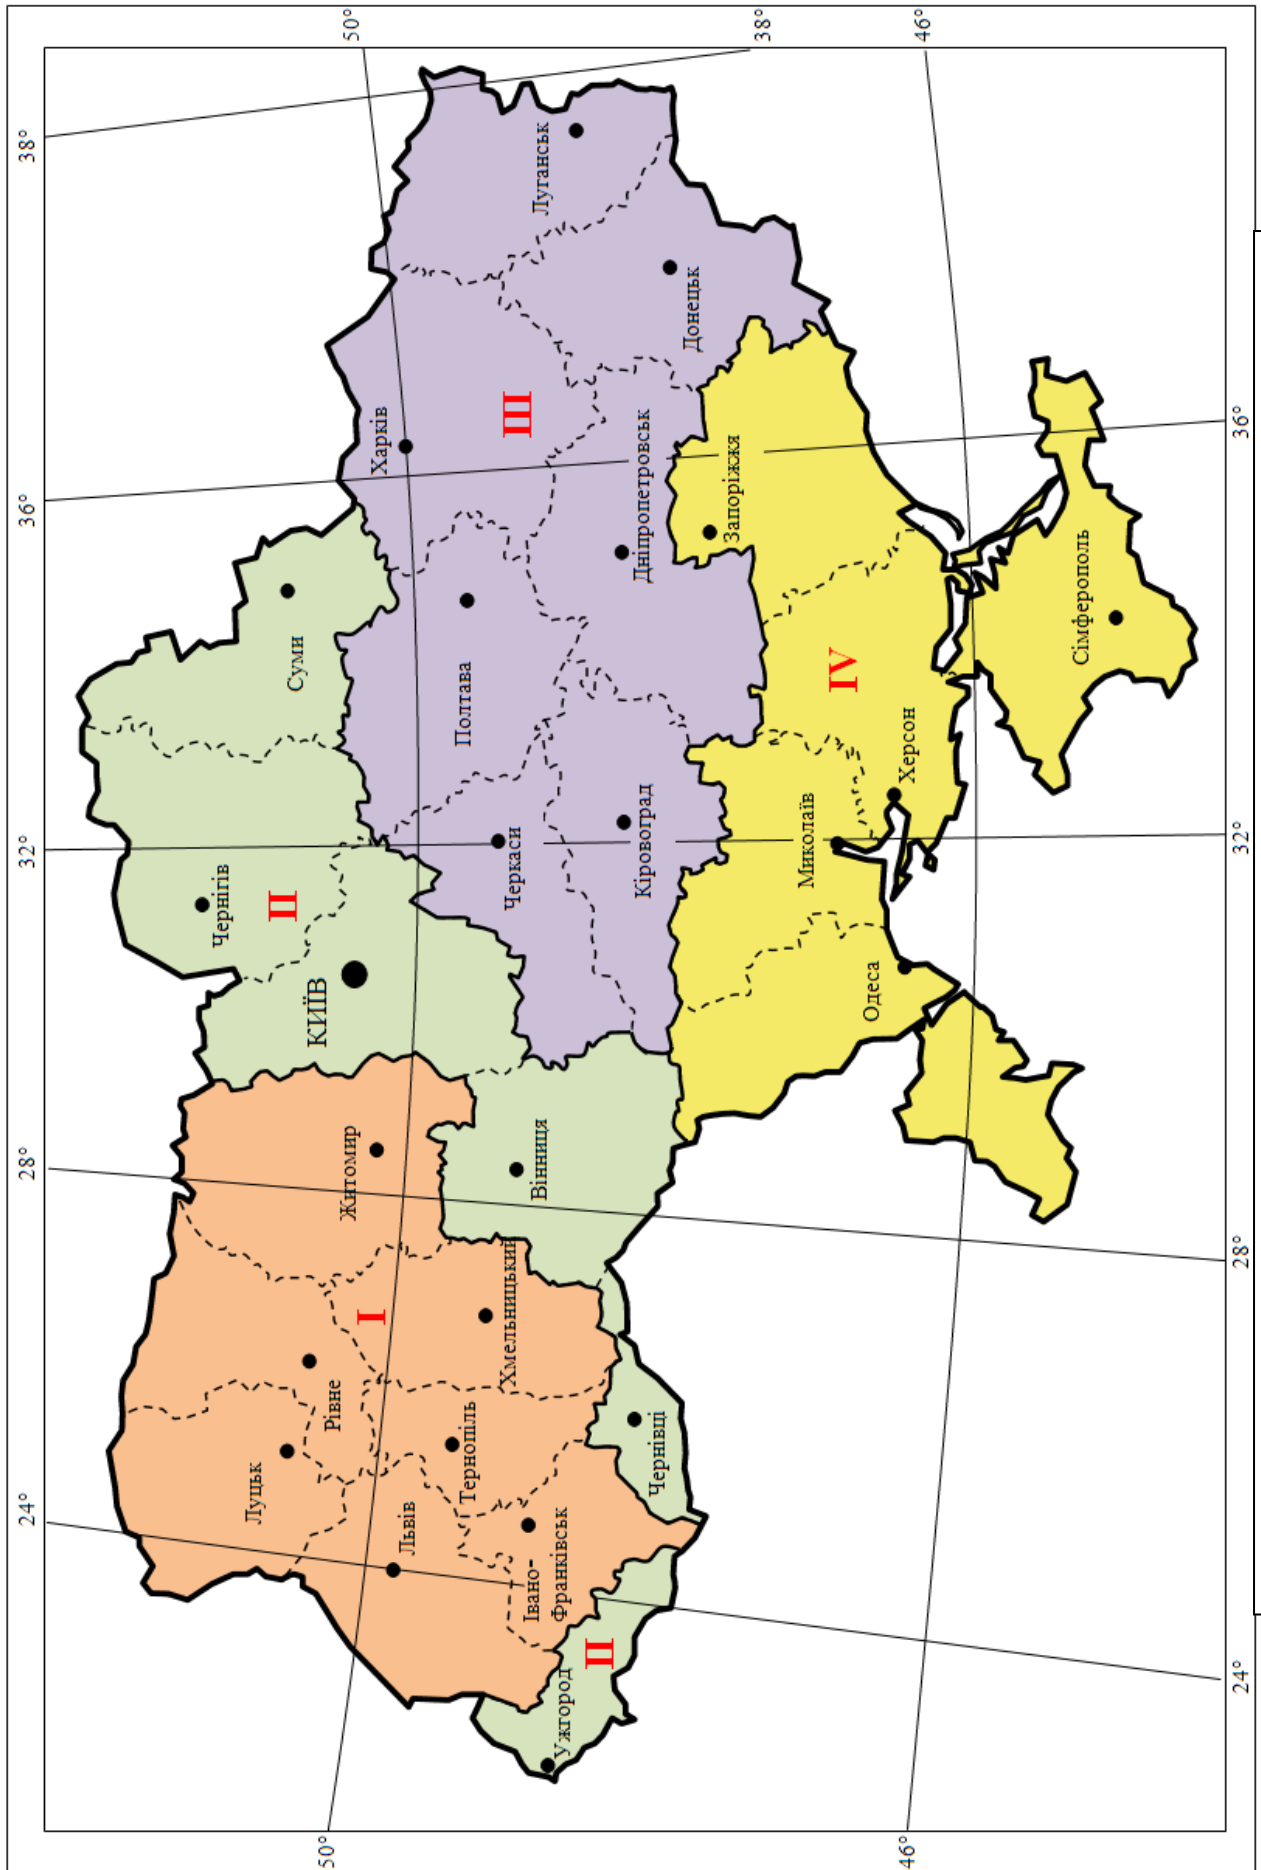 24°
28°
32°
36°
38°
50°
50°
Чернігів
Луцьк
II
Суми
КИЇВ
Рівне
Житомир
I
Харків
Львів
Полтава
Тернопіль
Хмельницький
Черкаси
III
Івано-
Франківськ
Вінниця
Луганськ
Ужгород
II
Чернівці
Кіровоград
Дніпропетровськ
Донецьк
Запоріжжя
38°
Миколаїв
IV
Одеса
Херсон
46°
46°
Сімферополь
24°
28°
32°
36°